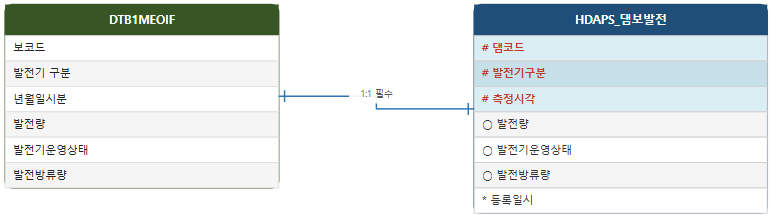 DTB1MEOIF
보코드
발전기 구분
년월일시분
발전량
발전기운영상태
발전방류량
1:1 필수
HDAPS_댐보발전
# 댐코드
# 발전기구분
# 측정시각
○ 발전량
○ 발전기운영상태
○ 발전방류량
* 등록일시